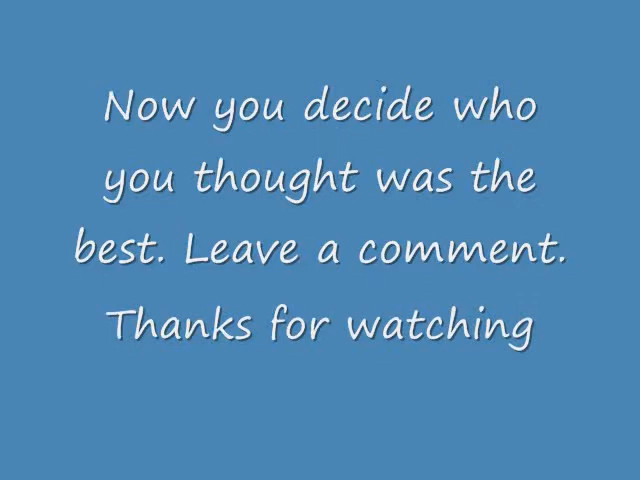 Now you decide who
you thought was the
best. Leave a comment.
Thanks for watching